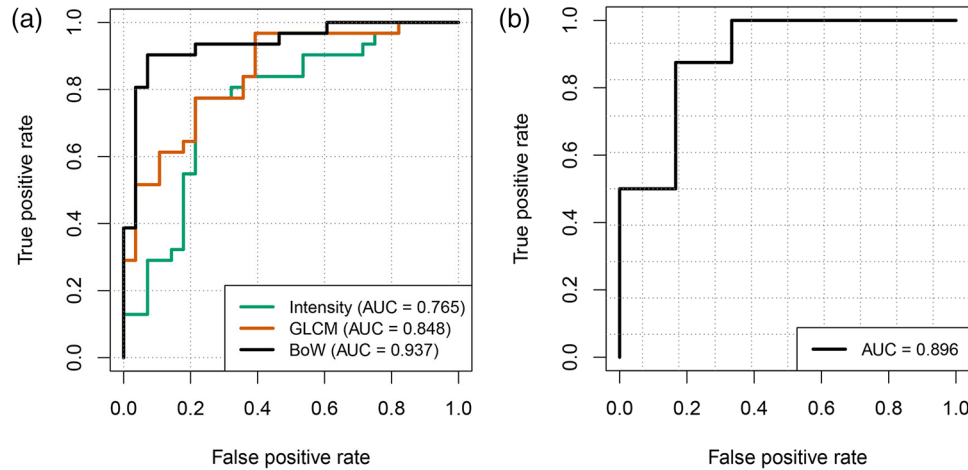 (a)
1.0
0.8
0.6
0.4
0.2
0.0
True positive rate
Intensity (AUC = 0.765)
GLCM (AUC = 0.848)
BoW (AUC = 0.937)
0.0 0.2 0.4 0.6 0.8 1.0
False positive rate
(b)
1.0
0.8
0.6
0.4
0.2
0.0
True positive rate
AUC = 0.896
0.0 0.2 0.4 0.6 0.8 1.0
False positive rate